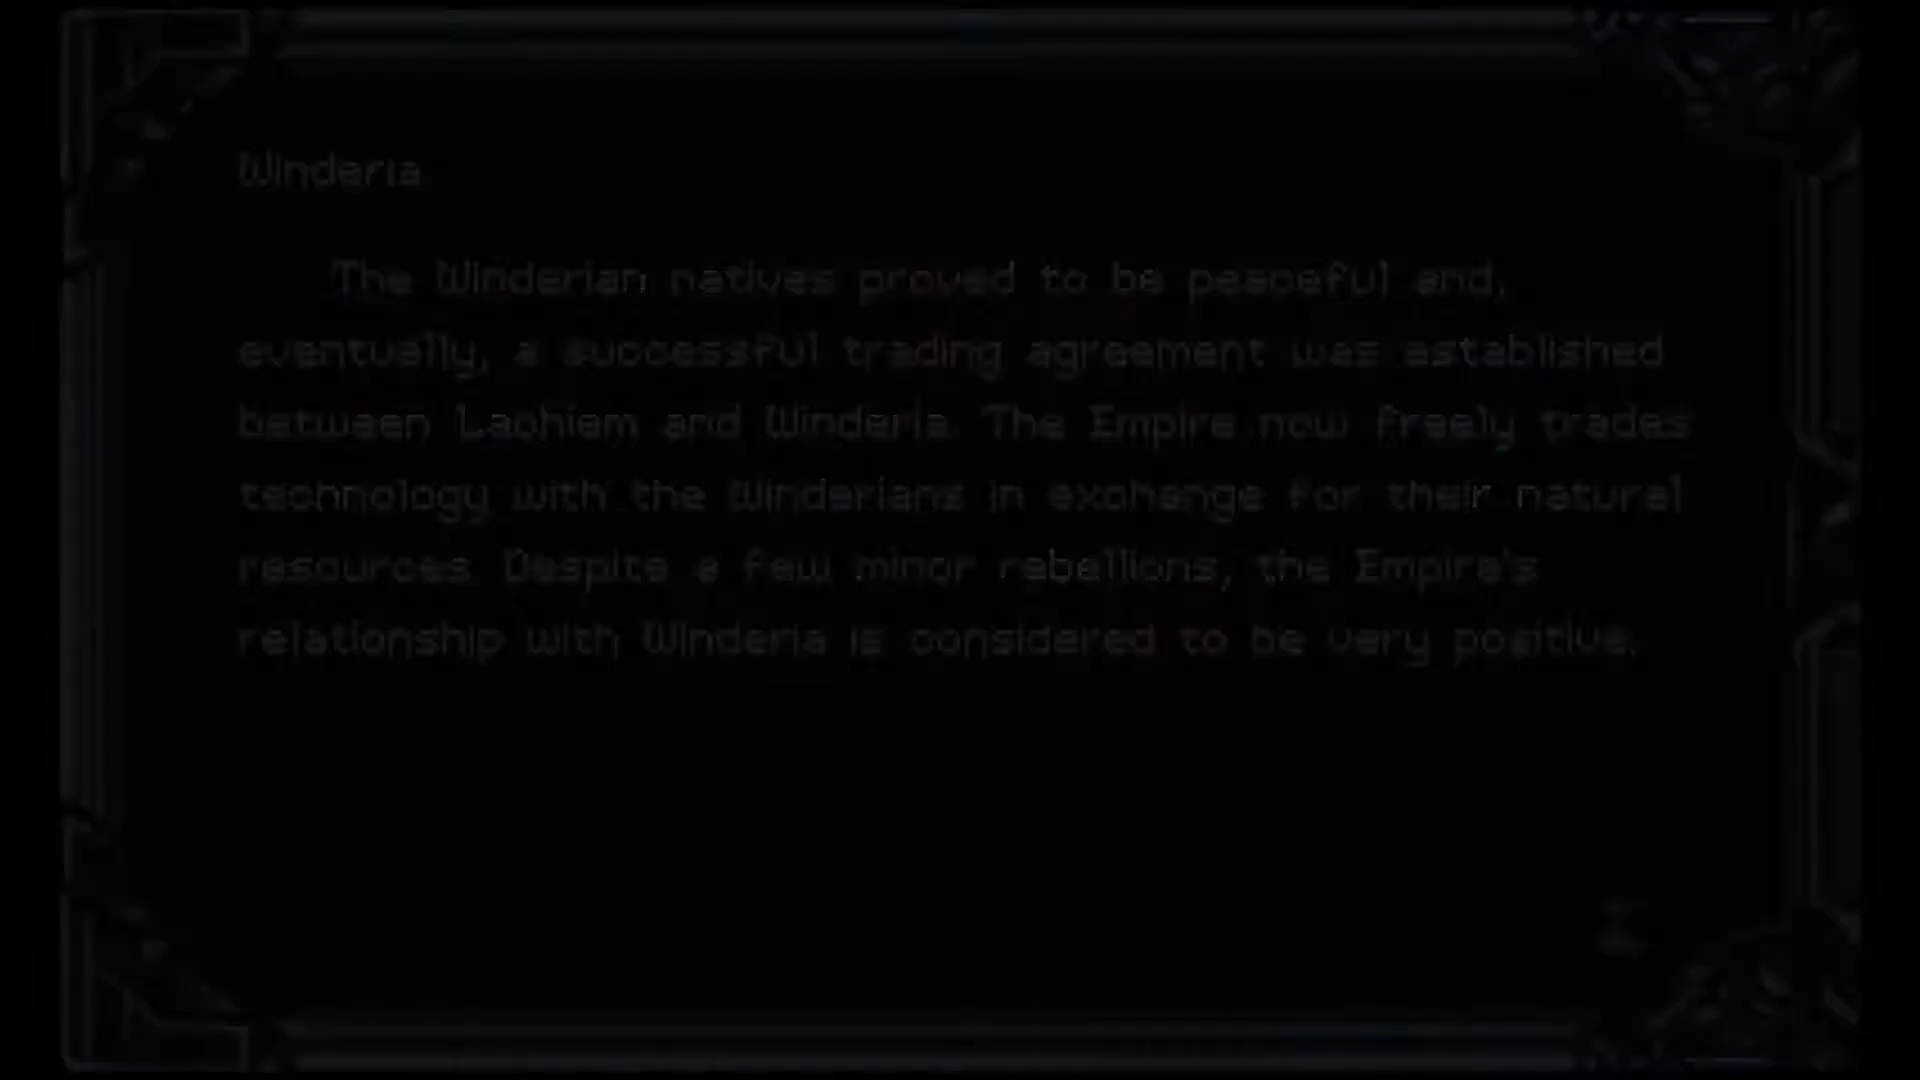 Winderia
The Winderian natives proved to be peaceful and,
eventually, a successful trading agreement was established
between Lachiem and Winderia. The Empire now freely trades
technology with the Winderians in exchange for their natural
resources. Despite a few minor rebellions, the Empire's
relationship with Winderia is considered to be very positive.